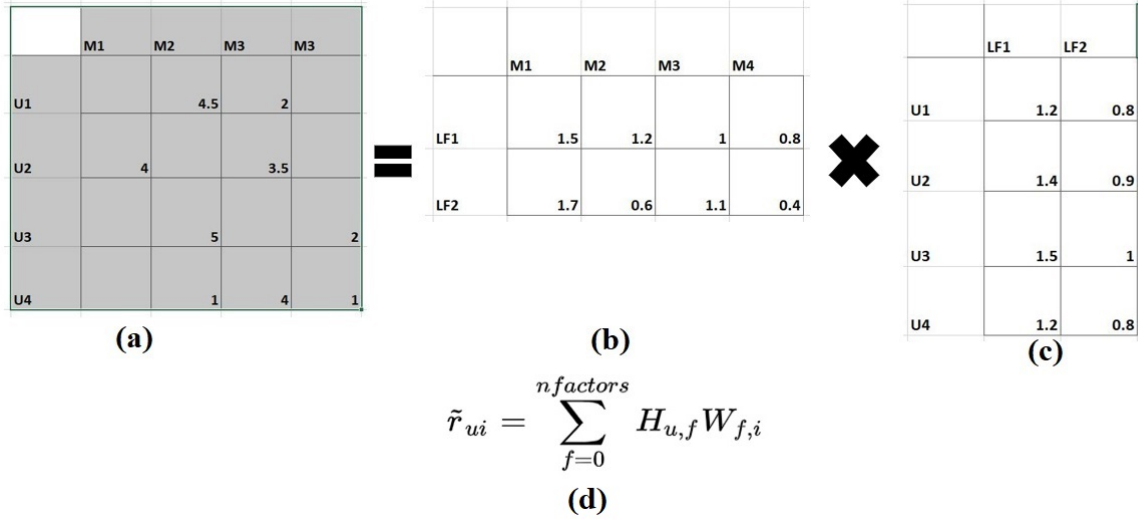 M1 M2 M3 M3
U1 4.5 2
U2 4 3.5
U3 5 2
U4 1 4 1
(a)
=
M1 M2 M3 M4
LF1 1.5 1.2 1 0.8
LF2 1.7 0.6 1.1 0.4
(b)
×
LF1 LF2
U1 1.2 0.8
U2 1.4 0.9
U3 1.5 1
U4 1.2 0.8
(c)
r̃ui = ∑f=0nfactors Hu,f Wf,i
(d)